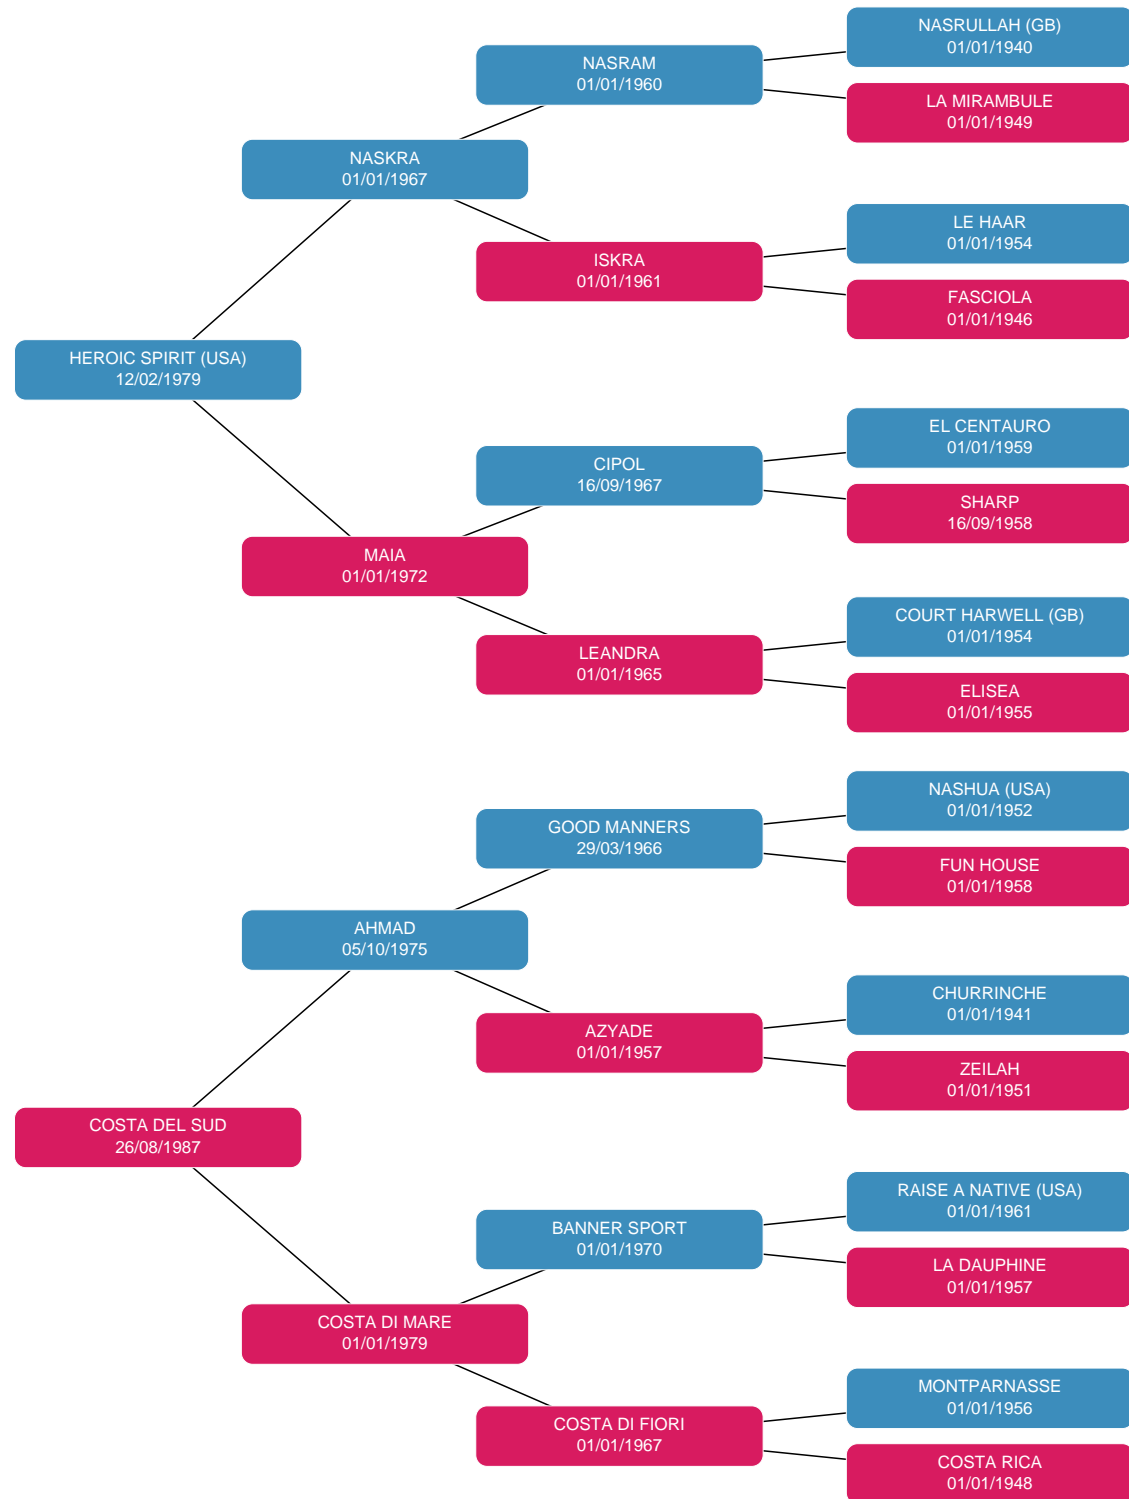 NASRULLAH (GB)
01/01/1940
NASRAM
01/01/1960
LA MIRAMBULE
01/01/1949
NASKRA
01/01/1967
LE HAAR
01/01/1954
ISKRA
01/01/1961
FASCIOLA
01/01/1946
HEROIC SPIRIT (USA)
12/02/1979
EL CENTAURO
01/01/1959
CIPOL
16/09/1967
SHARP
16/09/1958
MAIA
01/01/1972
COURT HARWELL (GB)
01/01/1954
LEANDRA
01/01/1965
ELISEA
01/01/1955
NASHUA (USA)
01/01/1952
GOOD MANNERS
29/03/1966
FUN HOUSE
01/01/1958
AHMAD
05/10/1975
CHURRINCHE
01/01/1941
AZYADE
01/01/1957
ZEILAH
01/01/1951
COSTA DEL SUD
26/08/1987
RAISE A NATIVE (USA)
01/01/1961
BANNER SPORT
01/01/1970
LA DAUPHINE
01/01/1957
COSTA DI MARE
01/01/1979
MONTPARNASSE
01/01/1956
COSTA DI FIORI
01/01/1967
COSTA RICA
01/01/1948